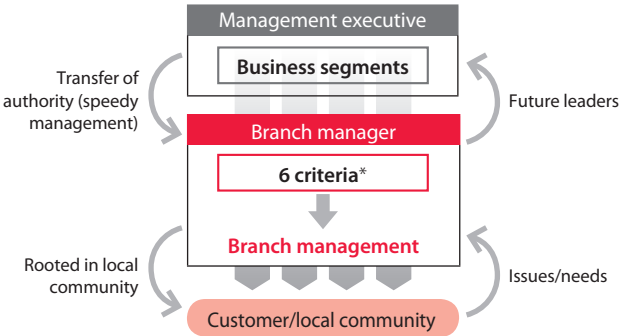 Management executive
Business segments
Transfer of
authority (speedy
management)
Future leaders
Branch manager
6 criteria*
Branch management
Rooted in local
community
Issues/needs
Customer/local community